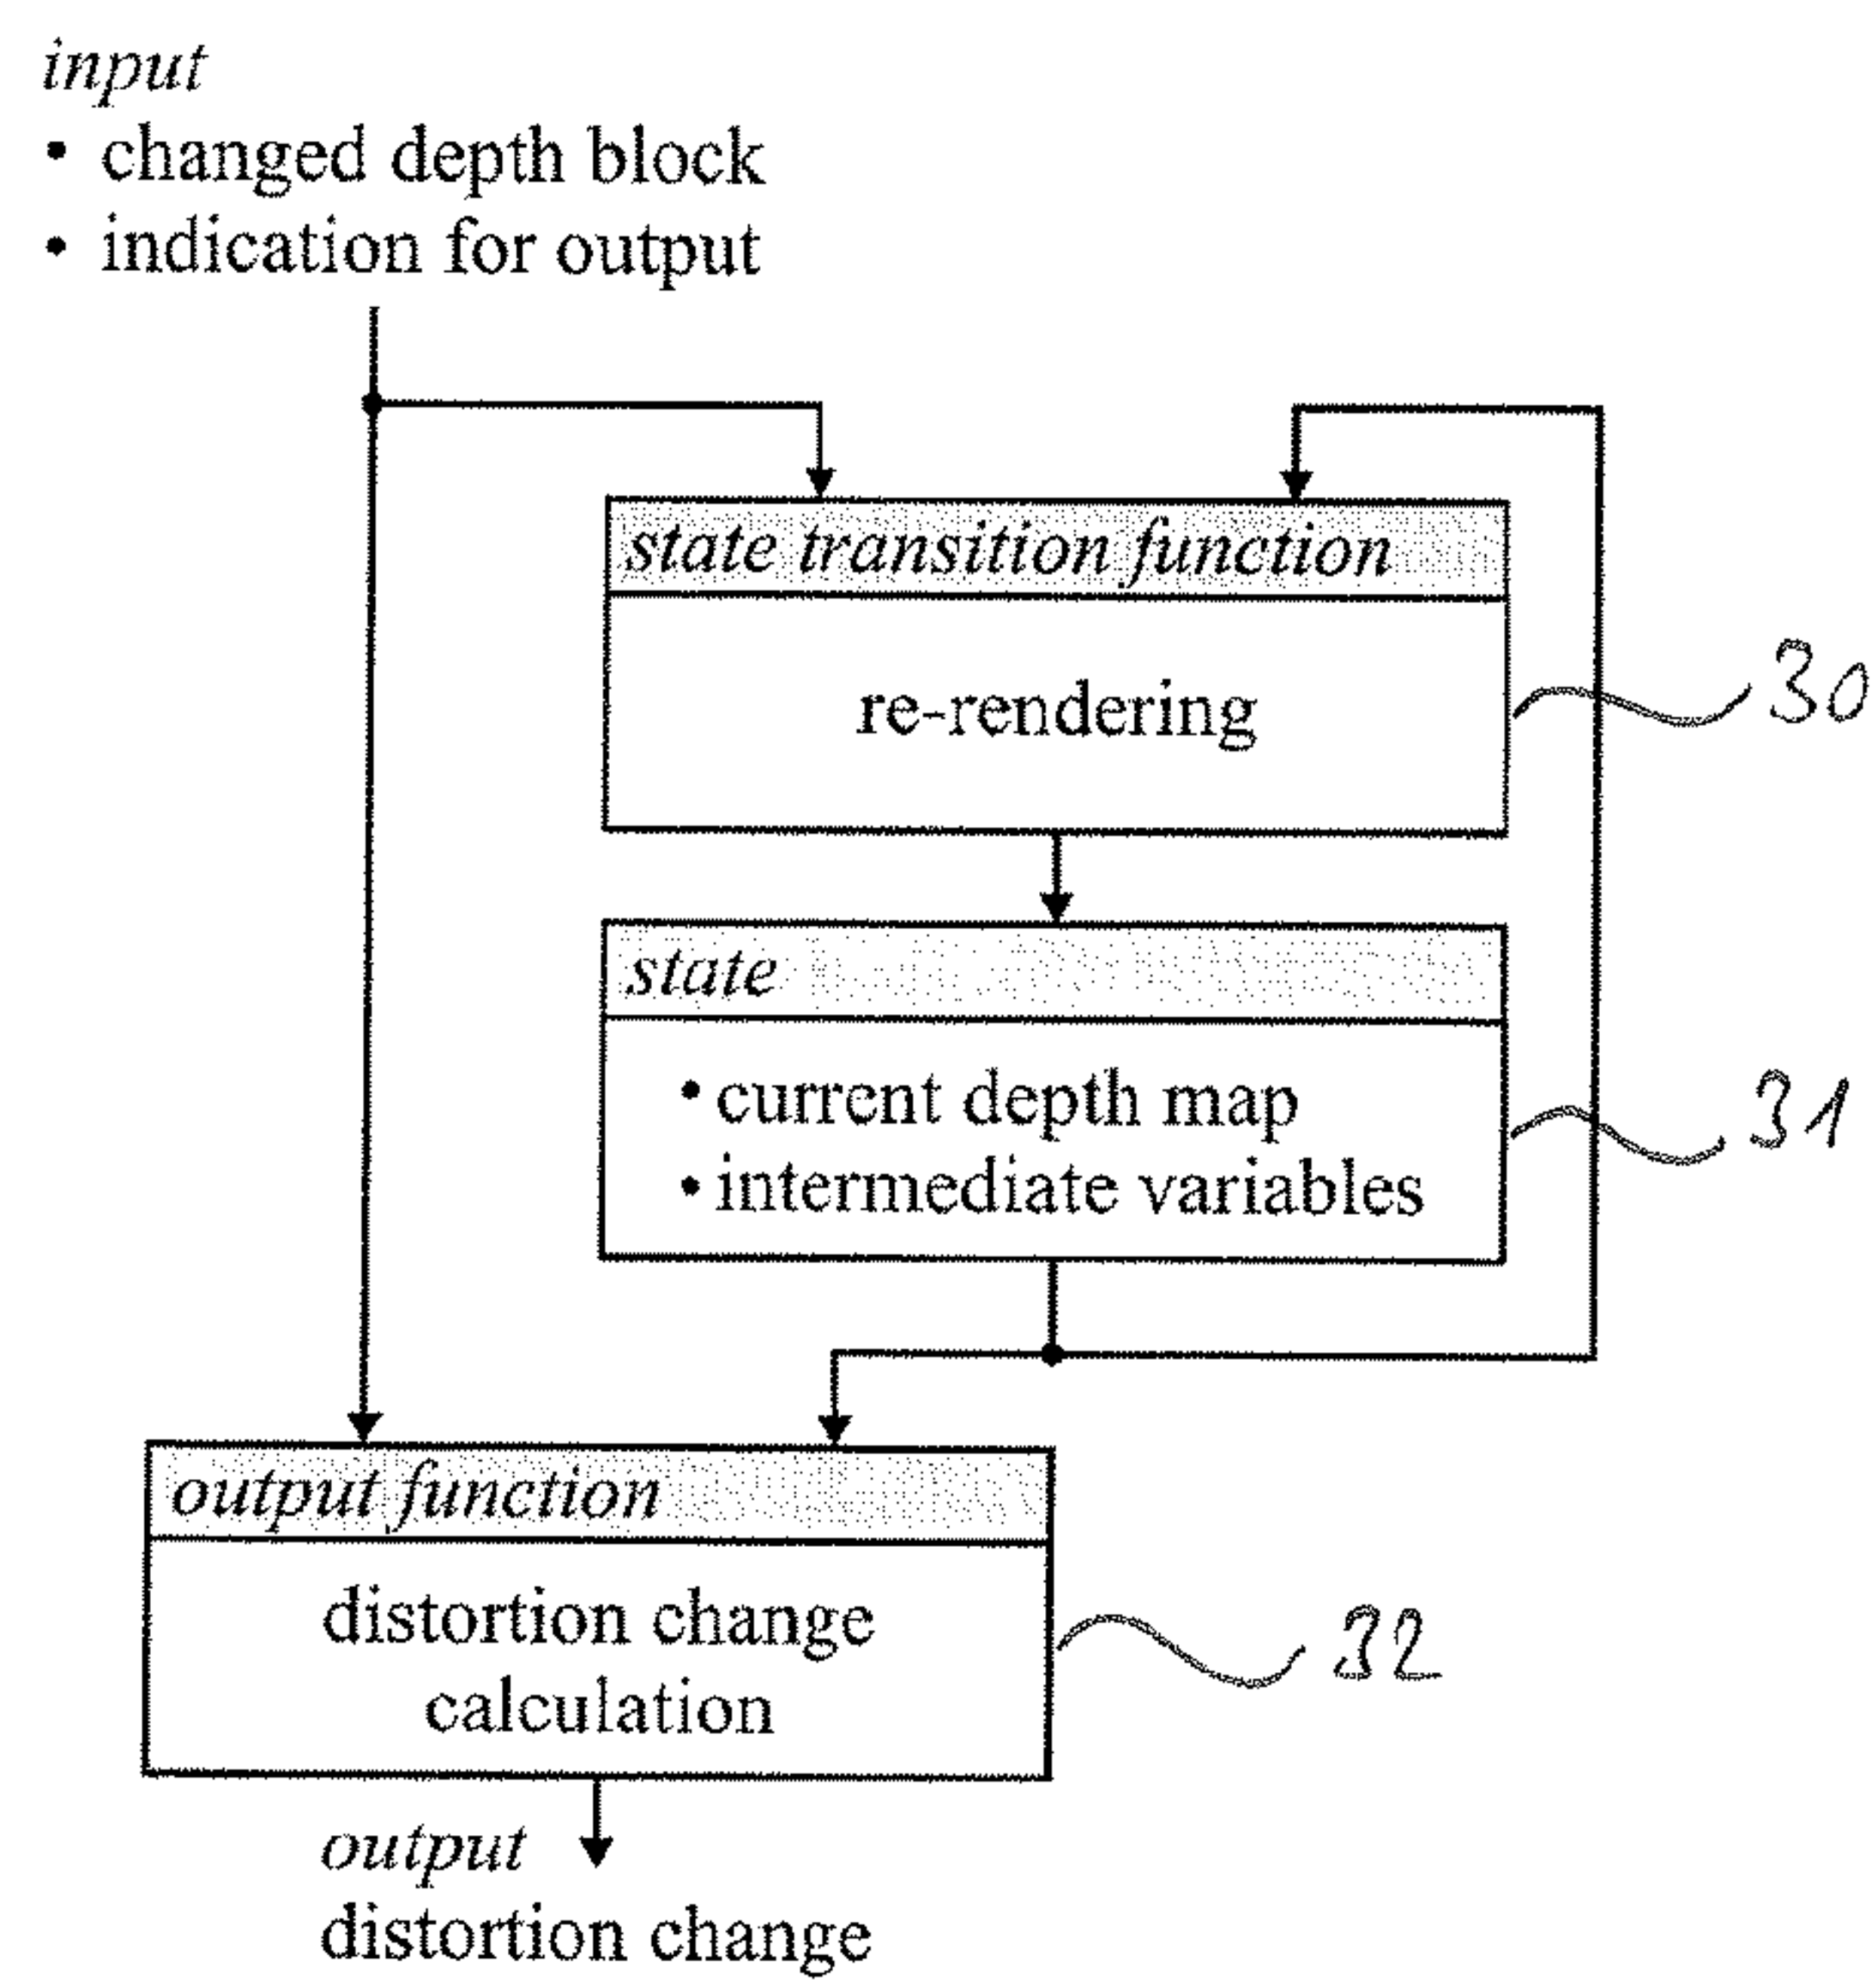 input
• changed depth block
• indication for output
state transition function
re-rendering
30
state
• current depth map
• intermediate variables
31
output function
distortion change
calculation
32
output
distortion change